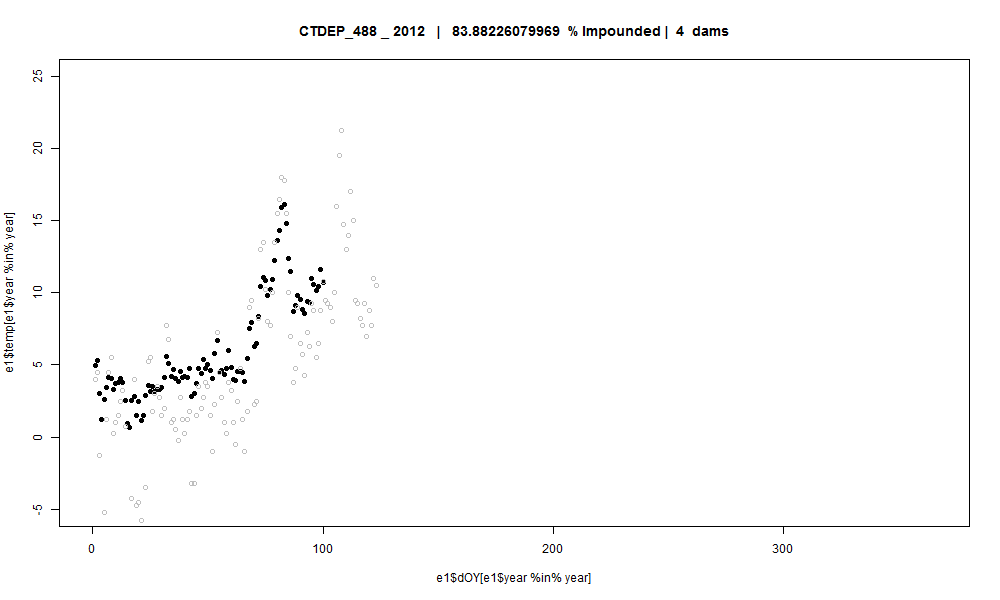 CTDEP_488 _ 2012 | 83.88226079969 % Impounded | 4 dams
25
20
15
10
5
0
-5
e1$temp[e1$year %in% year]
0 100 200 300
e1$dOY[e1$year %in% year]